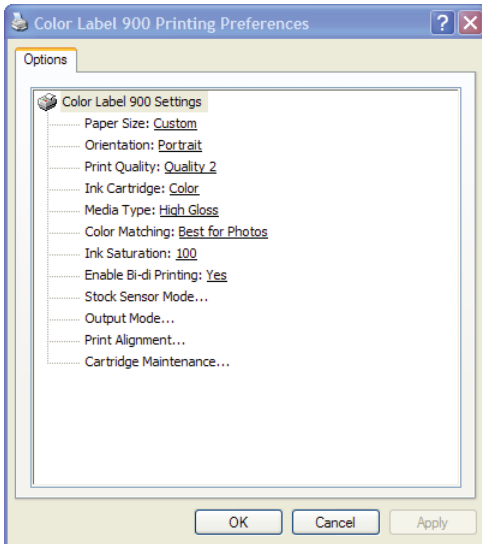 Color Label 900 Printing Preferences
Options
Color Label 900 Settings
Paper Size: Custom
Orientation: Portrait
Print Quality: Quality 2
Ink Cartridge: Color
Media Type: High Gloss
Color Matching: Best for Photos
Ink Saturation: 100
Enable Bi-di Printing: Yes
Stock Sensor Mode...
Output Mode...
Print Alignment...
Cartridge Maintenance...
OK Cancel Apply